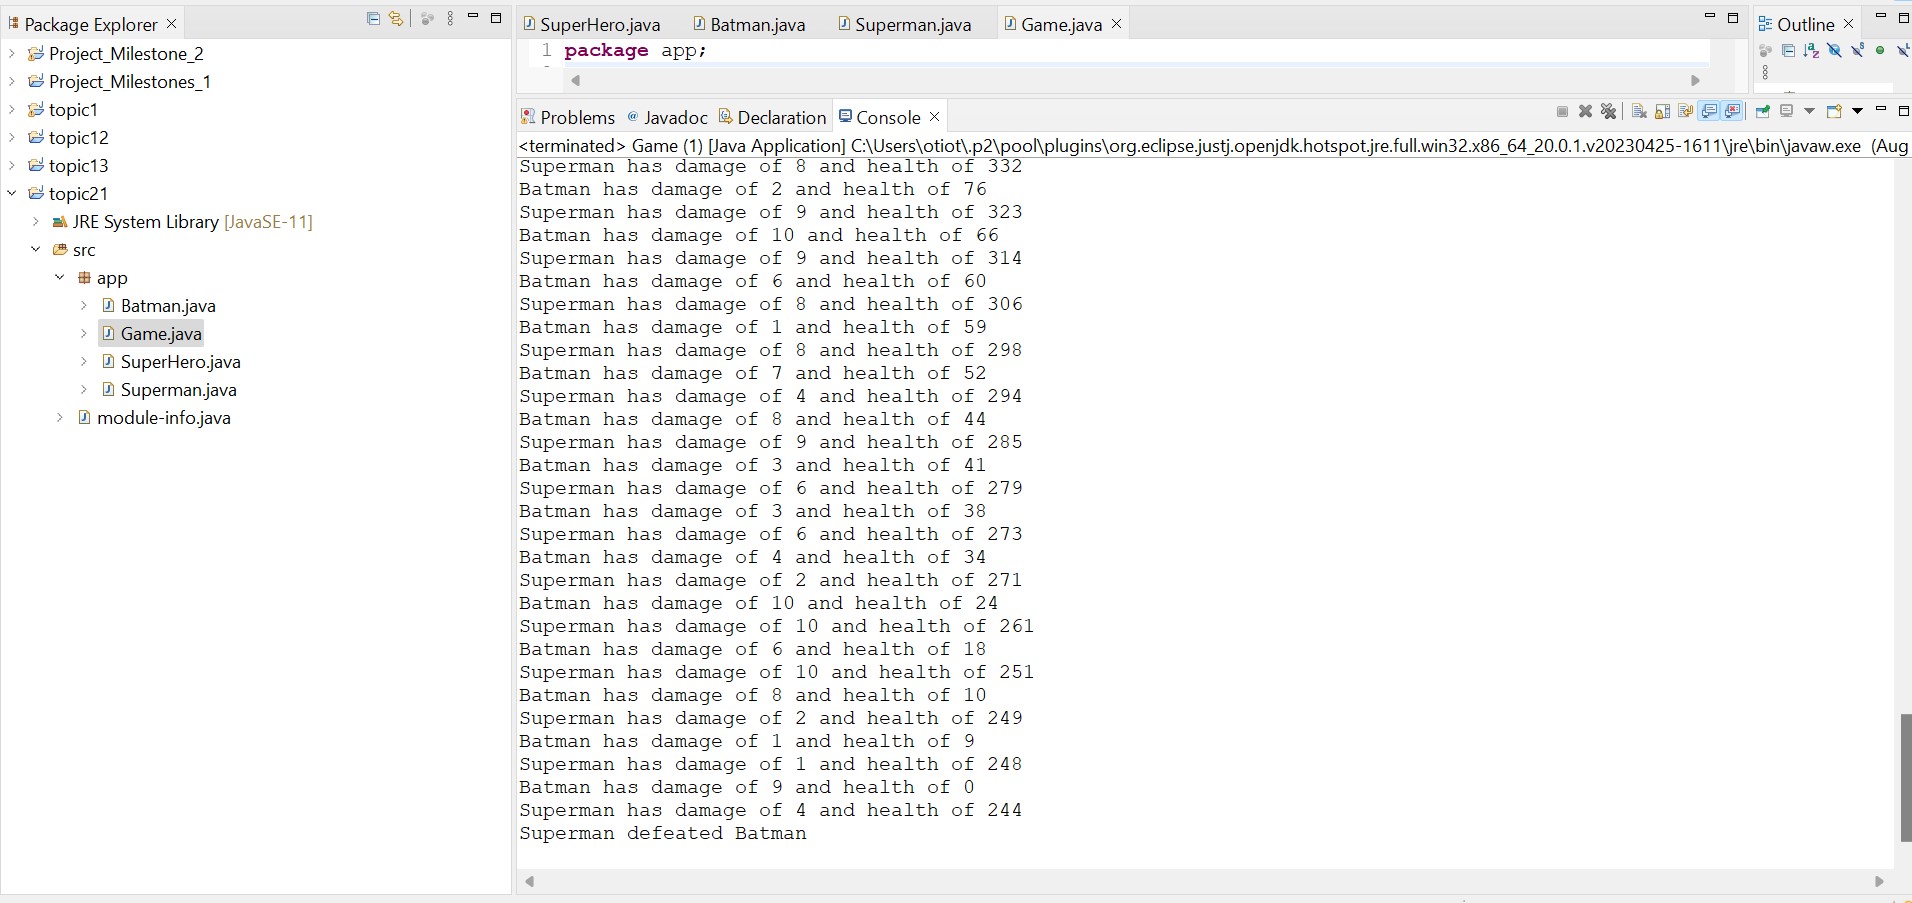 Package Explorer
Project_Milestone_2
Project_Milestones_1
topic1
topic12
topic13
topic21
JRE System Library [JavaSE-11]
src
app
Batman.java
Game.java
SuperHero.java
Superman.java
module-info.java
SuperHero.java Batman.java Superman.java Game.java
1 package app;
Outline
Problems @ Javadoc Declaration Console
<terminated> Game (1) [Java Application] C:\Users\otiot\.p2\pool\plugins\org.eclipse.justj.openjdk.hotspot.jre.full.win32.x86_64_20.0.1.v20230425-1611\jre\bin\javaw.exe (Aug
Superman has damage of 8 and health of 332
Batman has damage of 2 and health of 76
Superman has damage of 9 and health of 323
Batman has damage of 10 and health of 66
Superman has damage of 9 and health of 314
Batman has damage of 6 and health of 60
Superman has damage of 8 and health of 306
Batman has damage of 1 and health of 59
Superman has damage of 8 and health of 298
Batman has damage of 7 and health of 52
Superman has damage of 4 and health of 294
Batman has damage of 8 and health of 44
Superman has damage of 9 and health of 285
Batman has damage of 3 and health of 41
Superman has damage of 6 and health of 279
Batman has damage of 3 and health of 38
Superman has damage of 6 and health of 273
Batman has damage of 4 and health of 34
Superman has damage of 2 and health of 271
Batman has damage of 10 and health of 24
Superman has damage of 10 and health of 261
Batman has damage of 6 and health of 18
Superman has damage of 10 and health of 251
Batman has damage of 8 and health of 10
Superman has damage of 2 and health of 249
Batman has damage of 1 and health of 9
Superman has damage of 1 and health of 248
Batman has damage of 9 and health of 0
Superman has damage of 4 and health of 244
Superman defeated Batman